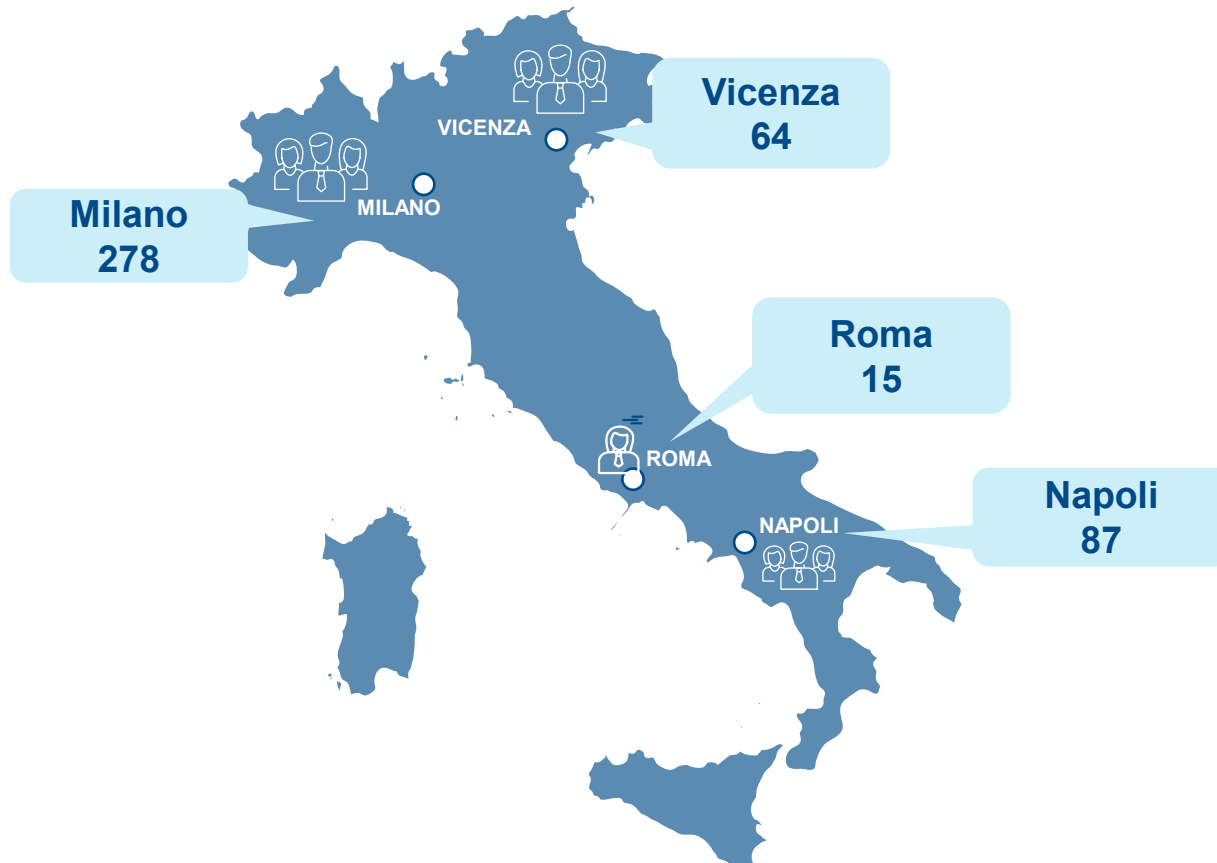 Vicenza
64
VICENZA
MILANO
Milano
278
Roma
15
ROMA
Napoli
87
NAPOLI